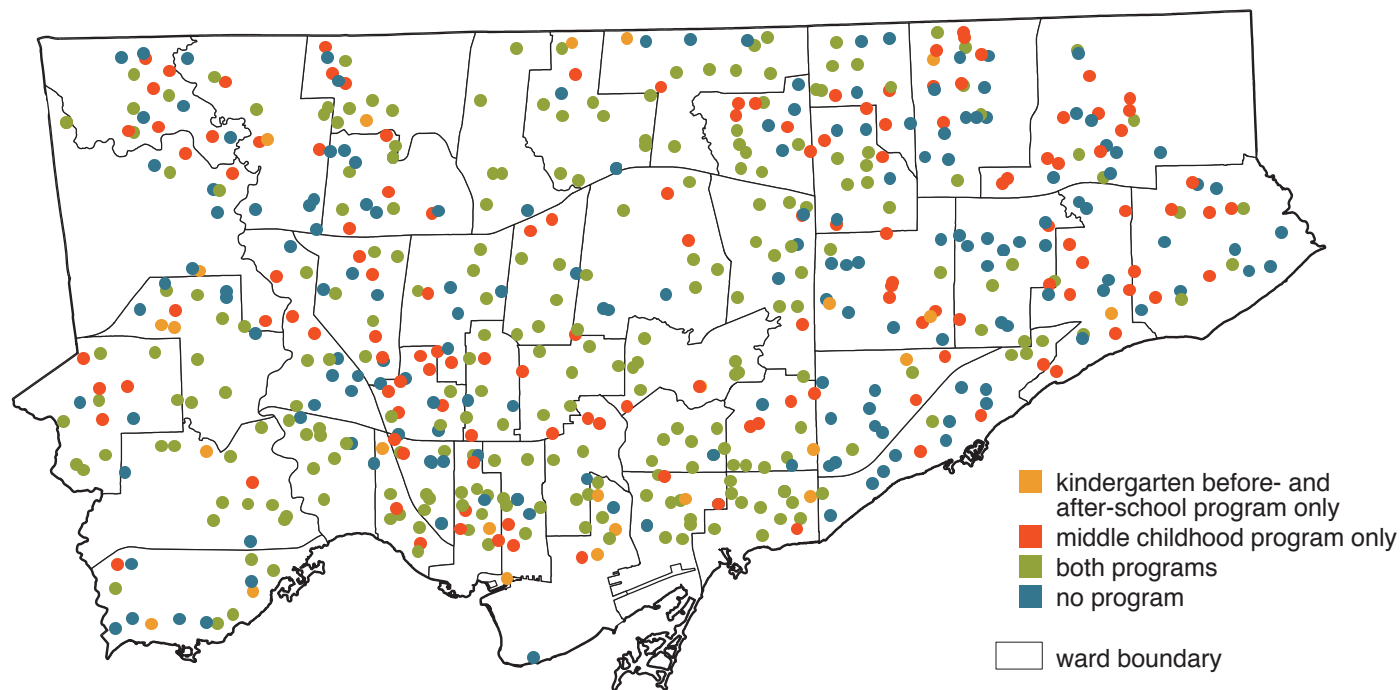 kindergarten before- and
after-school program only
middle childhood program only
both programs
no program
ward boundary